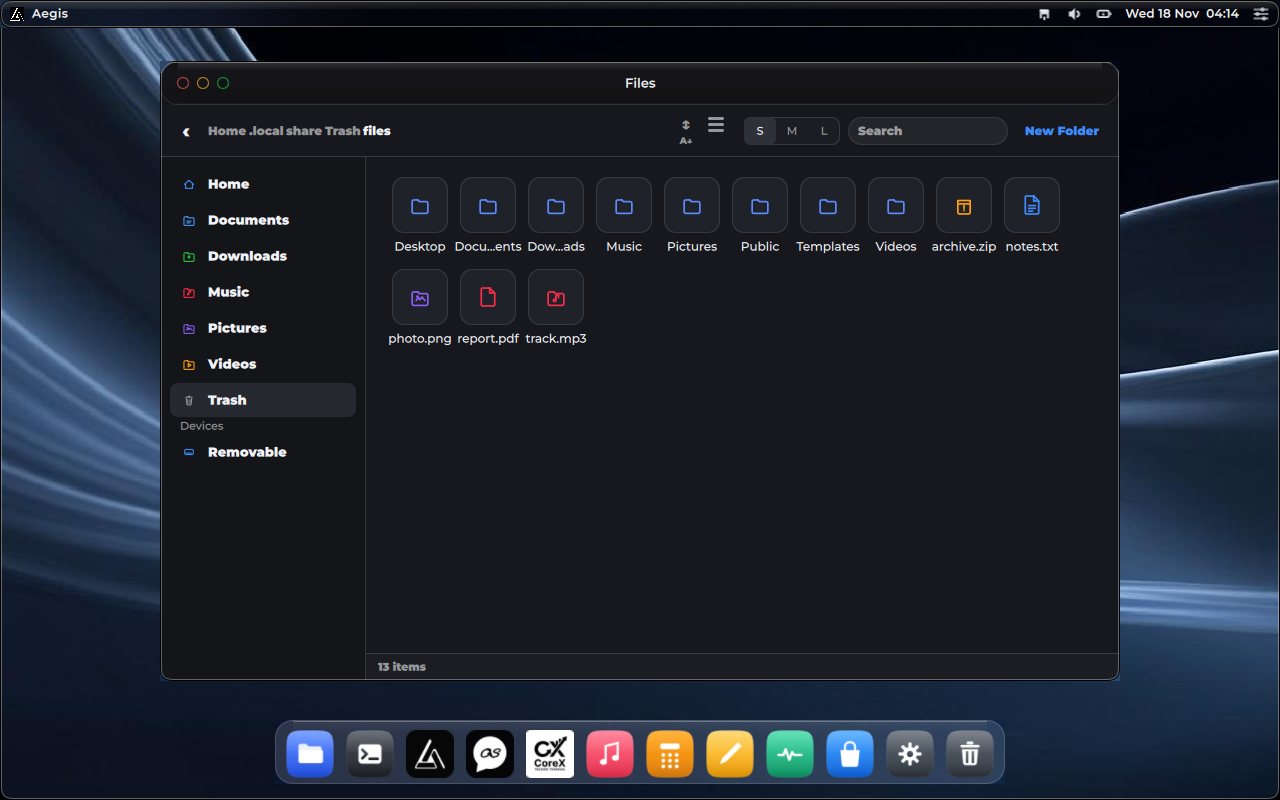 Aegis
Wed 18 Nov 04:14
Files
Home .local share Trash files
A
S M L
Search
New Folder
Home
Documents
Downloads
Music
Pictures
Videos
Trash
Devices
Removable
Desktop Docu...ents Dow...ads Music Pictures Public Templates Videos archive.zip notes.txt
photo.png report.pdf track.mp3
13 items
as
CX
CoreX